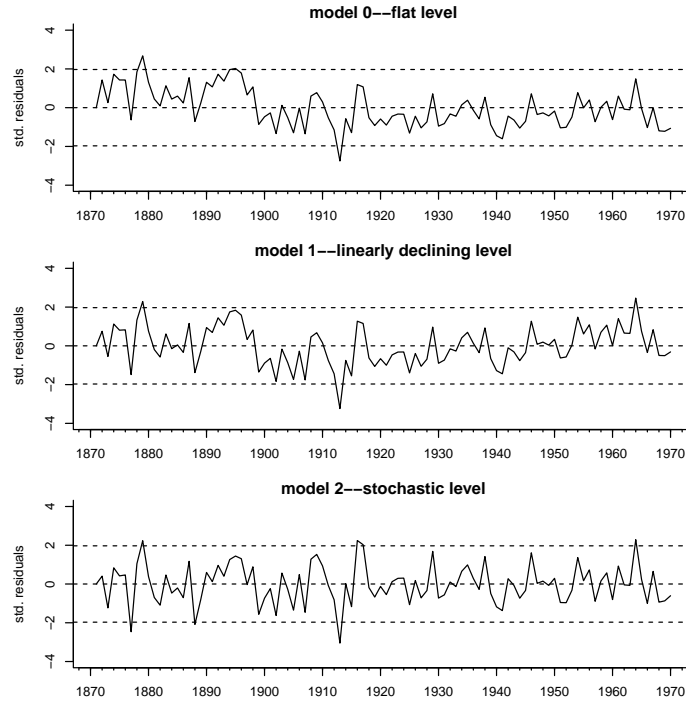 model 0−−flat level
std. residuals
4
2
0
−2
−4
1870 1880 1890 1900 1910 1920 1930 1940 1950 1960 1970
model 1−−linearly declining level
std. residuals
4
2
0
−2
−4
1870 1880 1890 1900 1910 1920 1930 1940 1950 1960 1970
model 2−−stochastic level
std. residuals
4
2
0
−2
−4
1870 1880 1890 1900 1910 1920 1930 1940 1950 1960 1970